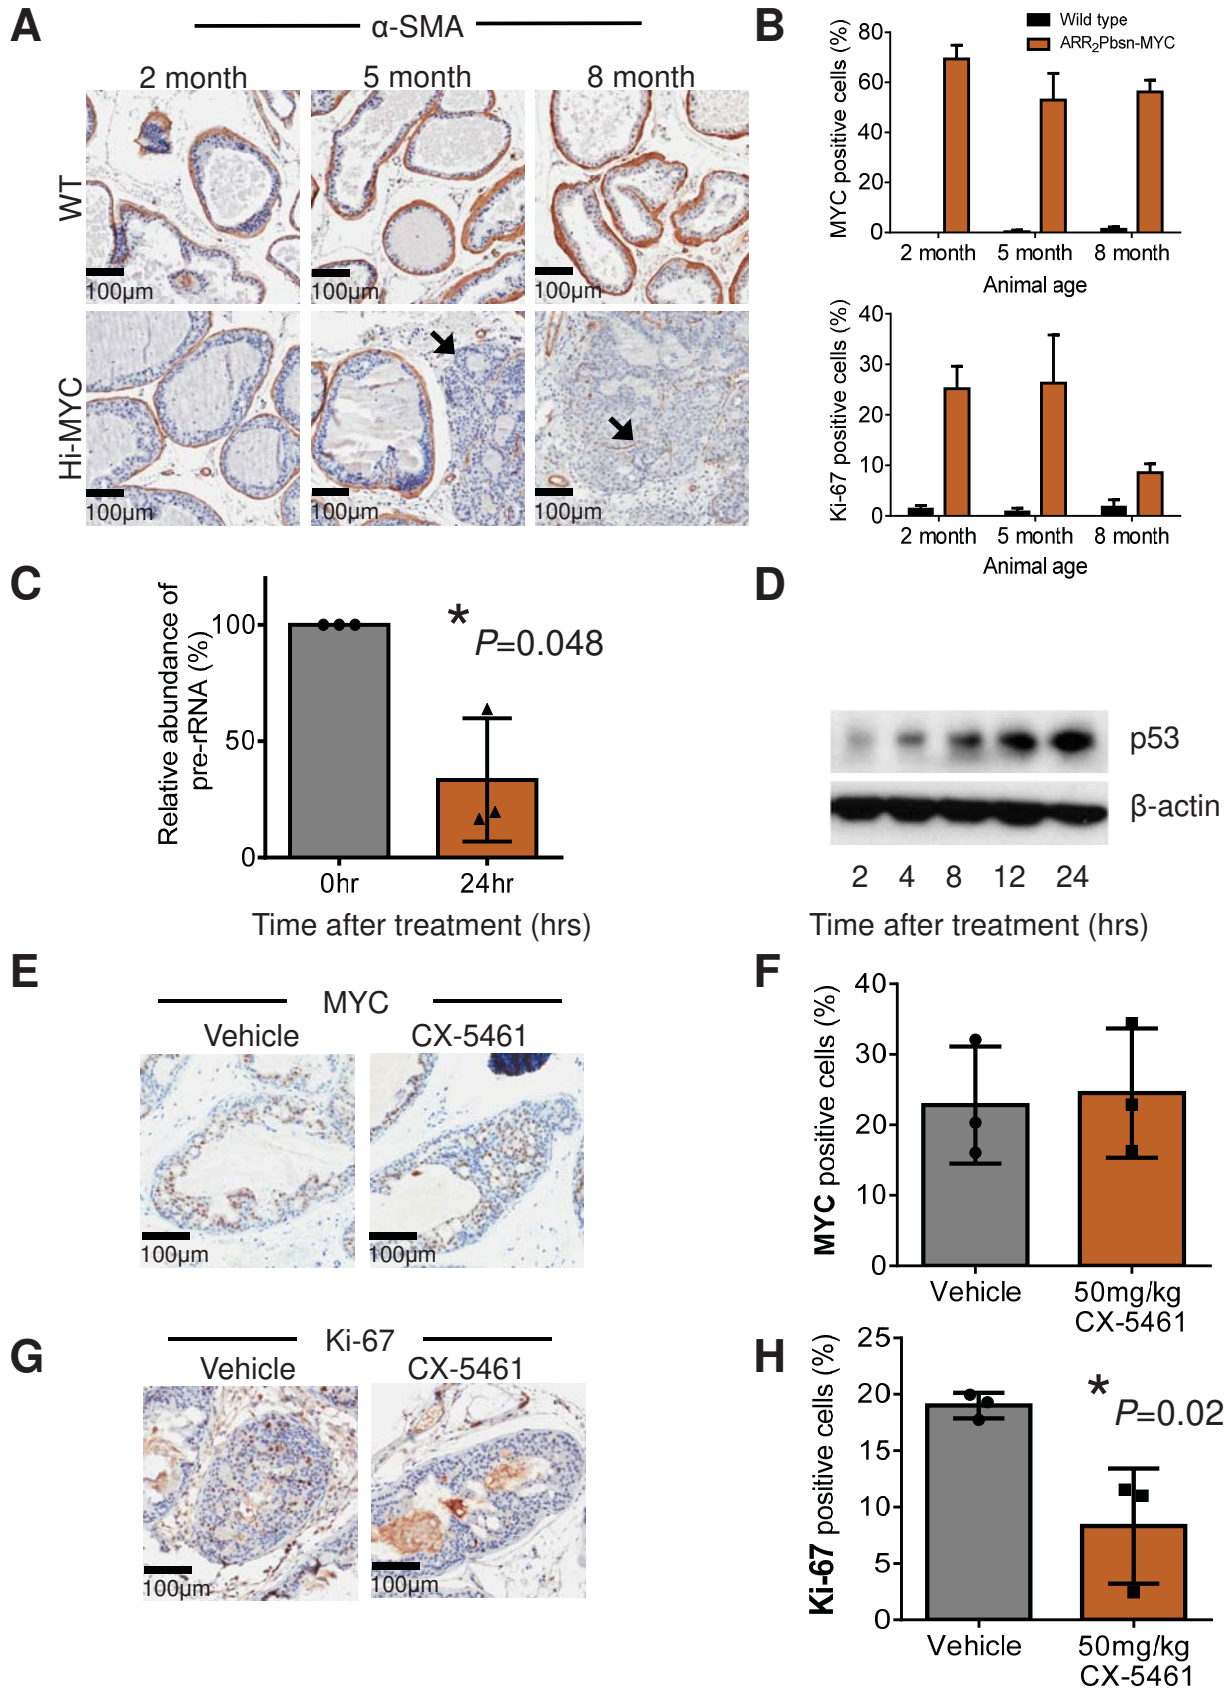 A
α-SMA
2 month
5 month
8 month
WT
100µm
100µm
100µm
Hi-MYC
100µm
100µm
100µm
B
Wild type
ARR₂Pbsn-MYC
MYC positive cells (%)
80
60
40
20
0
2 month
5 month
8 month
Animal age
Ki-67 positive cells (%)
40
30
20
10
0
2 month
5 month
8 month
Animal age
C
Relative abundance of
pre-rRNA (%)
100
50
0
*
P=0.048
0hr
24hr
Time after treatment (hrs)
D
p53
β-actin
2 4 8 12 24
Time after treatment (hrs)
E
MYC
Vehicle
CX-5461
100µm
100µm
F
MYC positive cells (%)
40
30
20
10
0
Vehicle
50mg/kg
CX-5461
G
Ki-67
Vehicle
CX-5461
100µm
100µm
H
Ki-67 positive cells (%)
25
20
15
10
5
0
*
P=0.02
Vehicle
50mg/kg
CX-5461